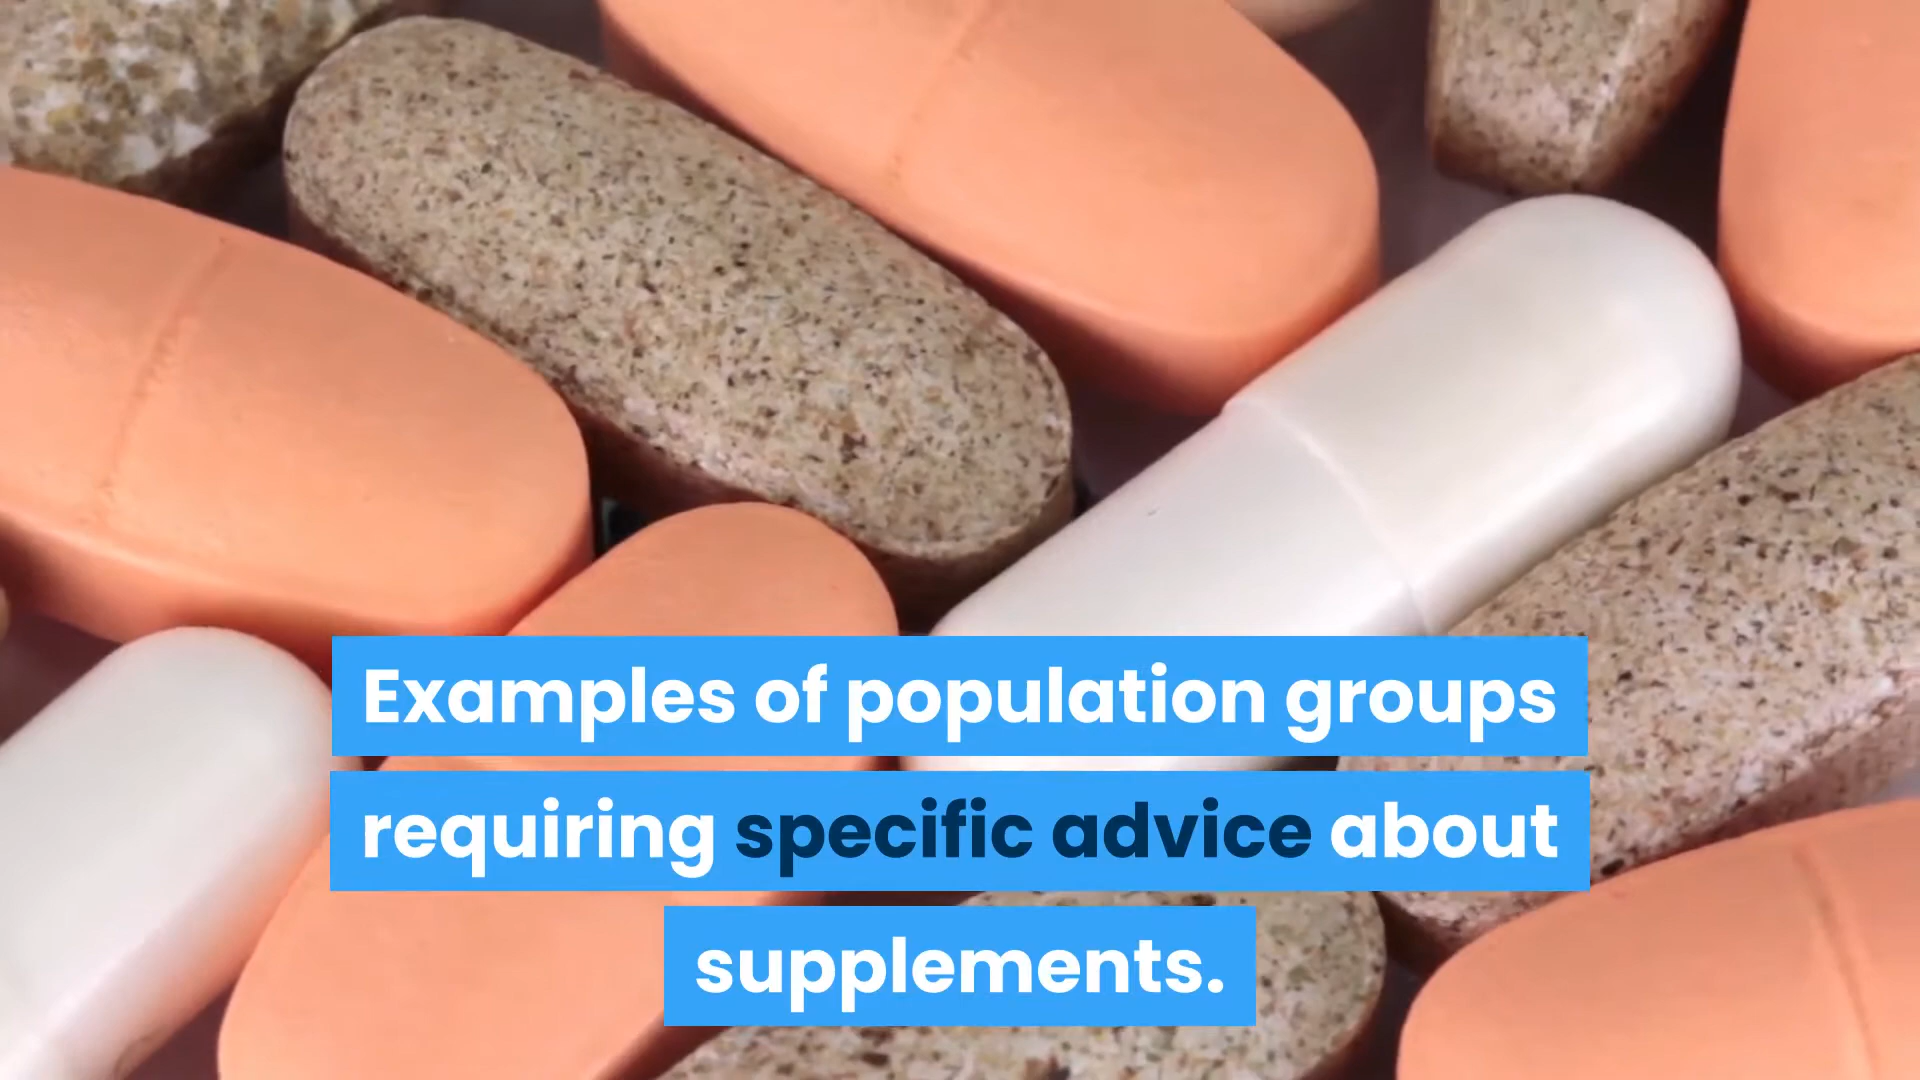 Examples of population groups
requiring specific advice about
supplements.